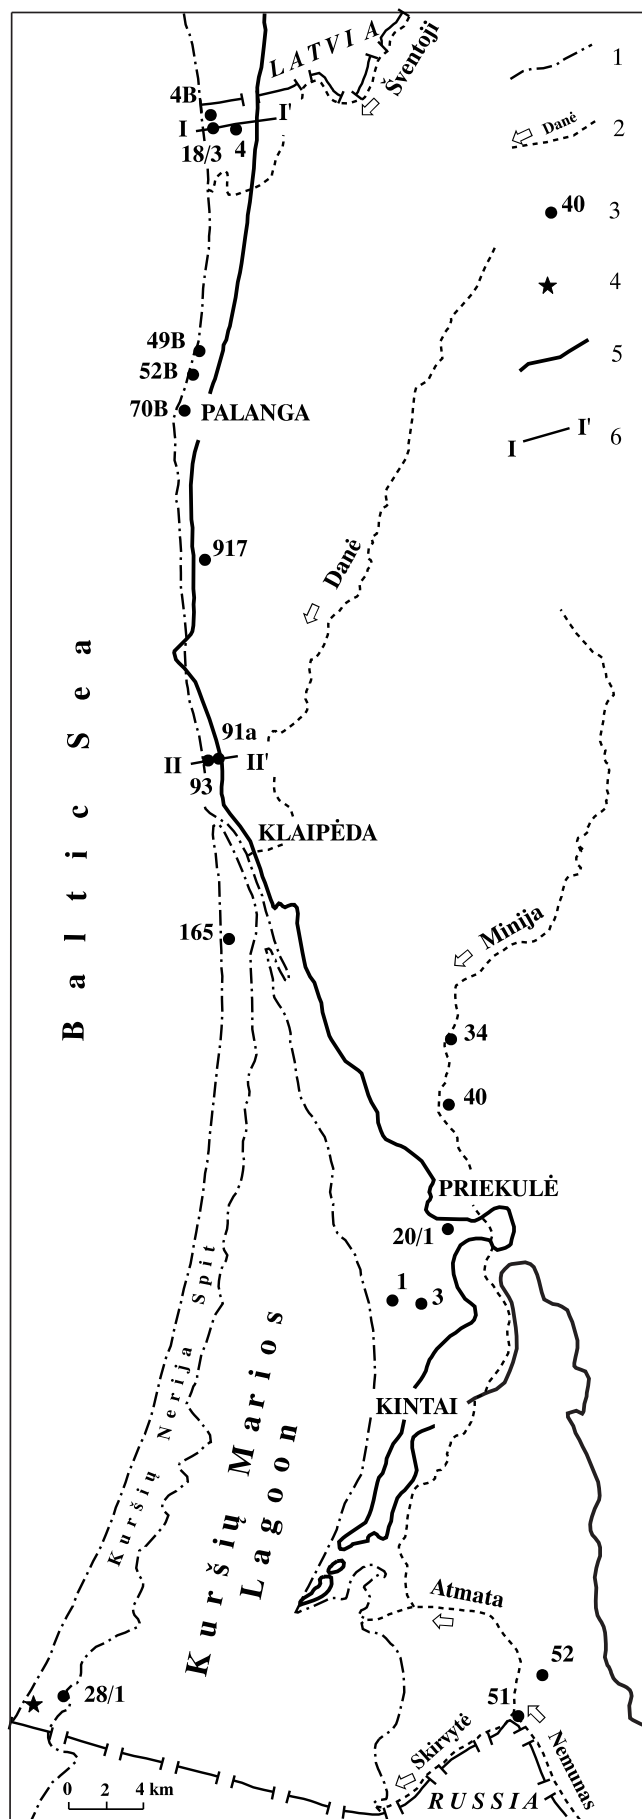 LATVIA
Šventoji
4B
I
I'
18/3
4
1
Danė
2
40
3
4
5
I
I'
6
49B
52B
70B
PALANGA
917
Danė
91a
II
II'
93
KLAIPĖDA
Baltic Sea
165
Minija
34
40
PRIEKULĖ
20/1
1
3
KINTAI
Kuršių Nerija Spit
Kuršių Marios
Lagoon
Atmata
52
51
28/1
Skirvytė
Nemunas
RUSSIA
0 2 4 km